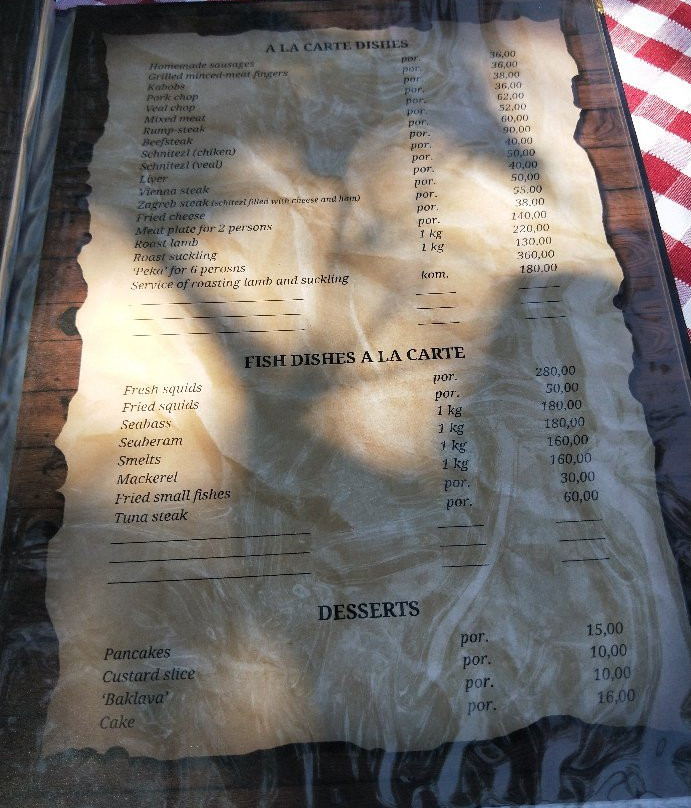 A LA CARTE DISHES
Homemade sausages por. 36,00
Grilled minced-meat fingers por. 36,00
Kabobs por. 38,00
Pork chop por. 36,00
Veal chop por. 62,00
Mixed meat por. 52,00
Rump-steak por. 60,00
Beefsteak por. 90,00
Schnitezl (chiken) por. 40,00
Schnitezl (veal) por. 50,00
Liver por. 40,00
Vienna steak por. 50,00
Zagreb steak (schitezl filled with cheese and ham) por. 55,00
Fried cheese por. 38,00
Meat plate for 2 persons por. 140,00
Roast lamb 1 kg 220,00
Roast suckling 1 kg 130,00
'Peka' for 6 perosns 360,00
Service of roasting lamb and suckling kom. 180,00
FISH DISHES A LA CARTE
Fresh squids por. 280,00
Fried squids por. 50,00
Seabass 1 kg 180,00
Seaberam 1 kg 180,00
Smelts 1 kg 160,00
Mackerel 1 kg 160,00
Fried small fishes por. 30,00
Tuna steak por. 60,00
DESSERTS
Pancakes por. 15,00
Custard slice por. 10,00
'Baklava' por. 10,00
Cake por. 16,00